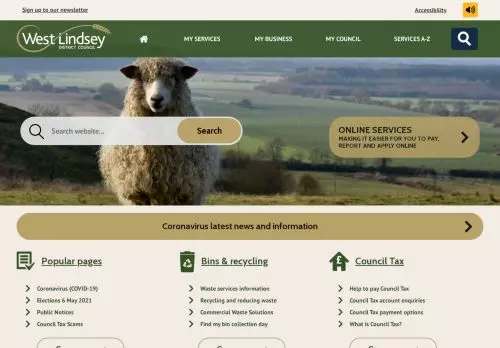 Sign up to our newsletter
Accessibility
West Lindsey
DISTRICT COUNCIL
MY SERVICES
MY BUSINESS
MY COUNCIL
SERVICES A-Z
Search website...
Search
ONLINE SERVICES
MAKING IT EASIER FOR YOU TO PAY,
REPORT AND APPLY ONLINE
Coronavirus latest news and information
Popular pages
Coronavirus (COVID-19)
Elections 6 May 2021
Public Notices
Council Tax Scams
Bins & recycling
Waste services information
Recycling and reducing waste
Commercial Waste Solutions
Find my bin collection day
Council Tax
Help to pay Council Tax
Council Tax account enquiries
Council Tax payment options
What is Council Tax?